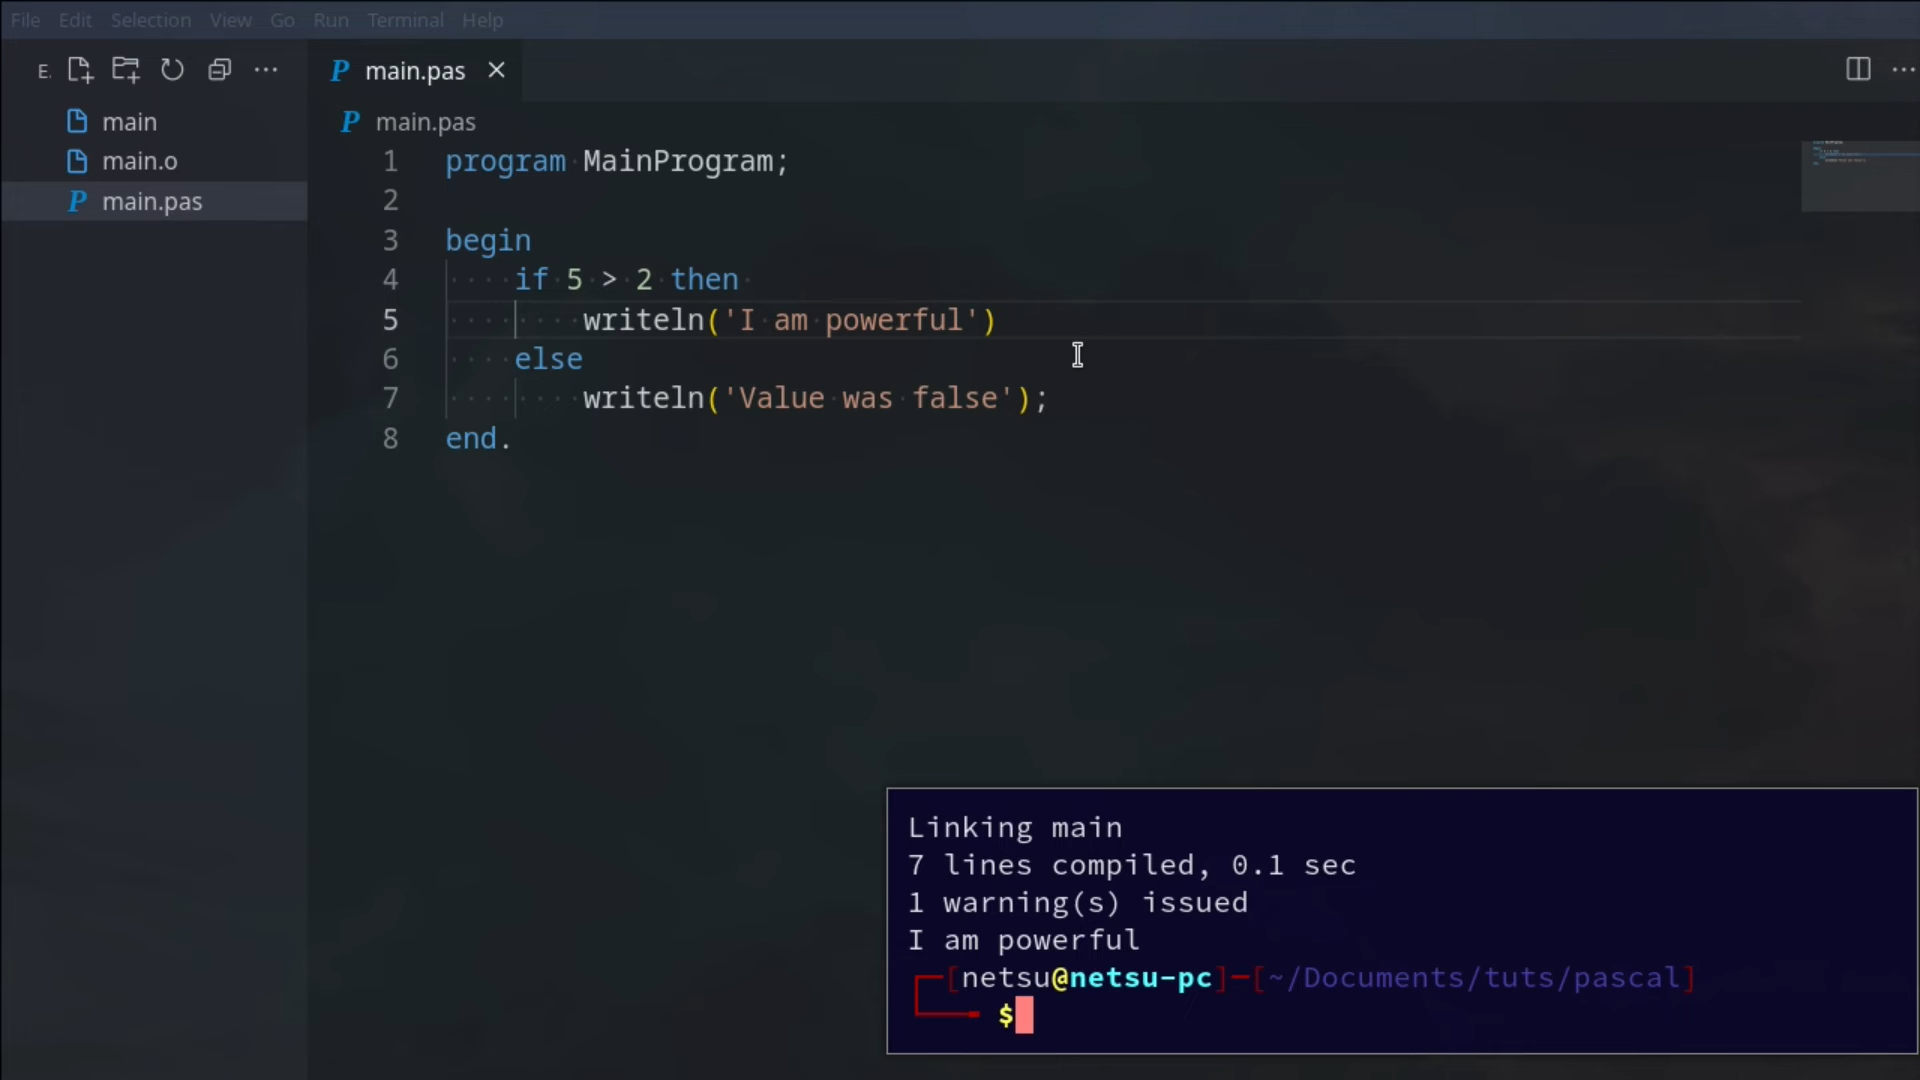 File Edit Selection View Go Run Terminal Help
E. main.pas
main
main.o
main.pas
main.pas
1 program MainProgram;
2
3 begin
4     if 5 > 2 then
5         writeln('I am powerful')
6     else
7         writeln('Value was false');
8 end.
Linking main
7 lines compiled, 0.1 sec
1 warning(s) issued
I am powerful
[netsu@netsu-pc]-[~/Documents/tuts/pascal]
$